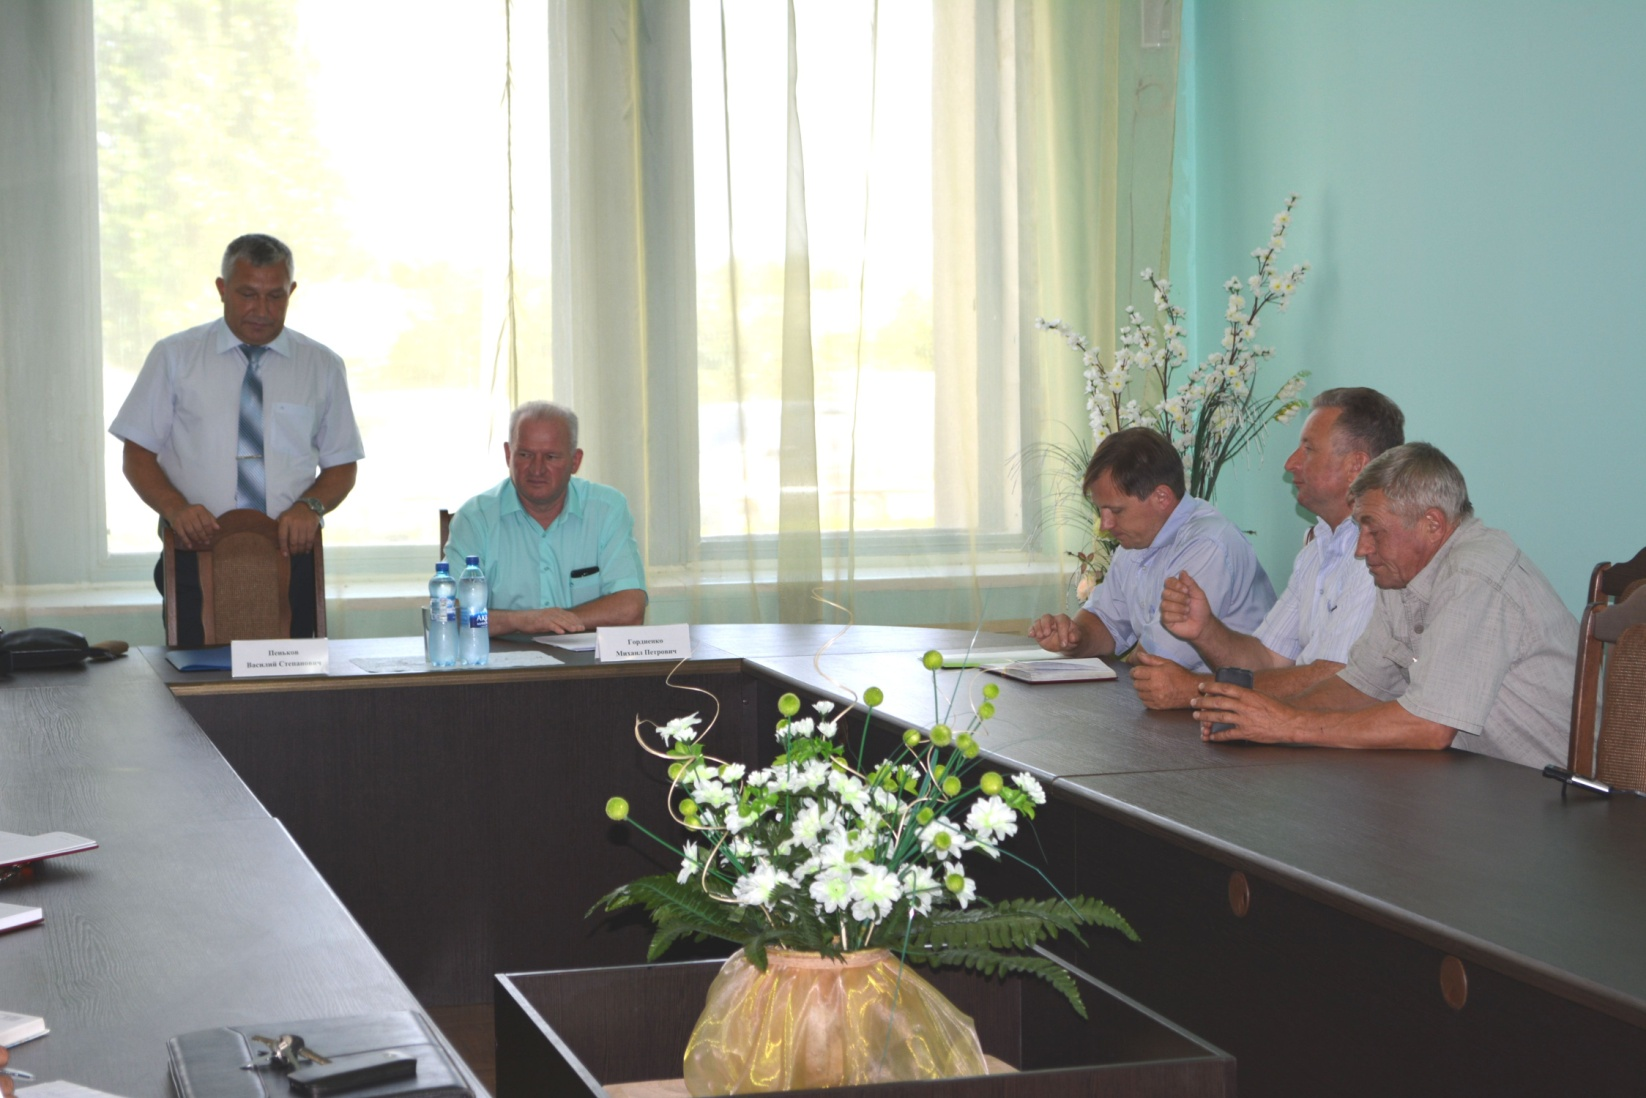 Пеньков
Василий Степанович
Гордиенко
Михаил Петрович